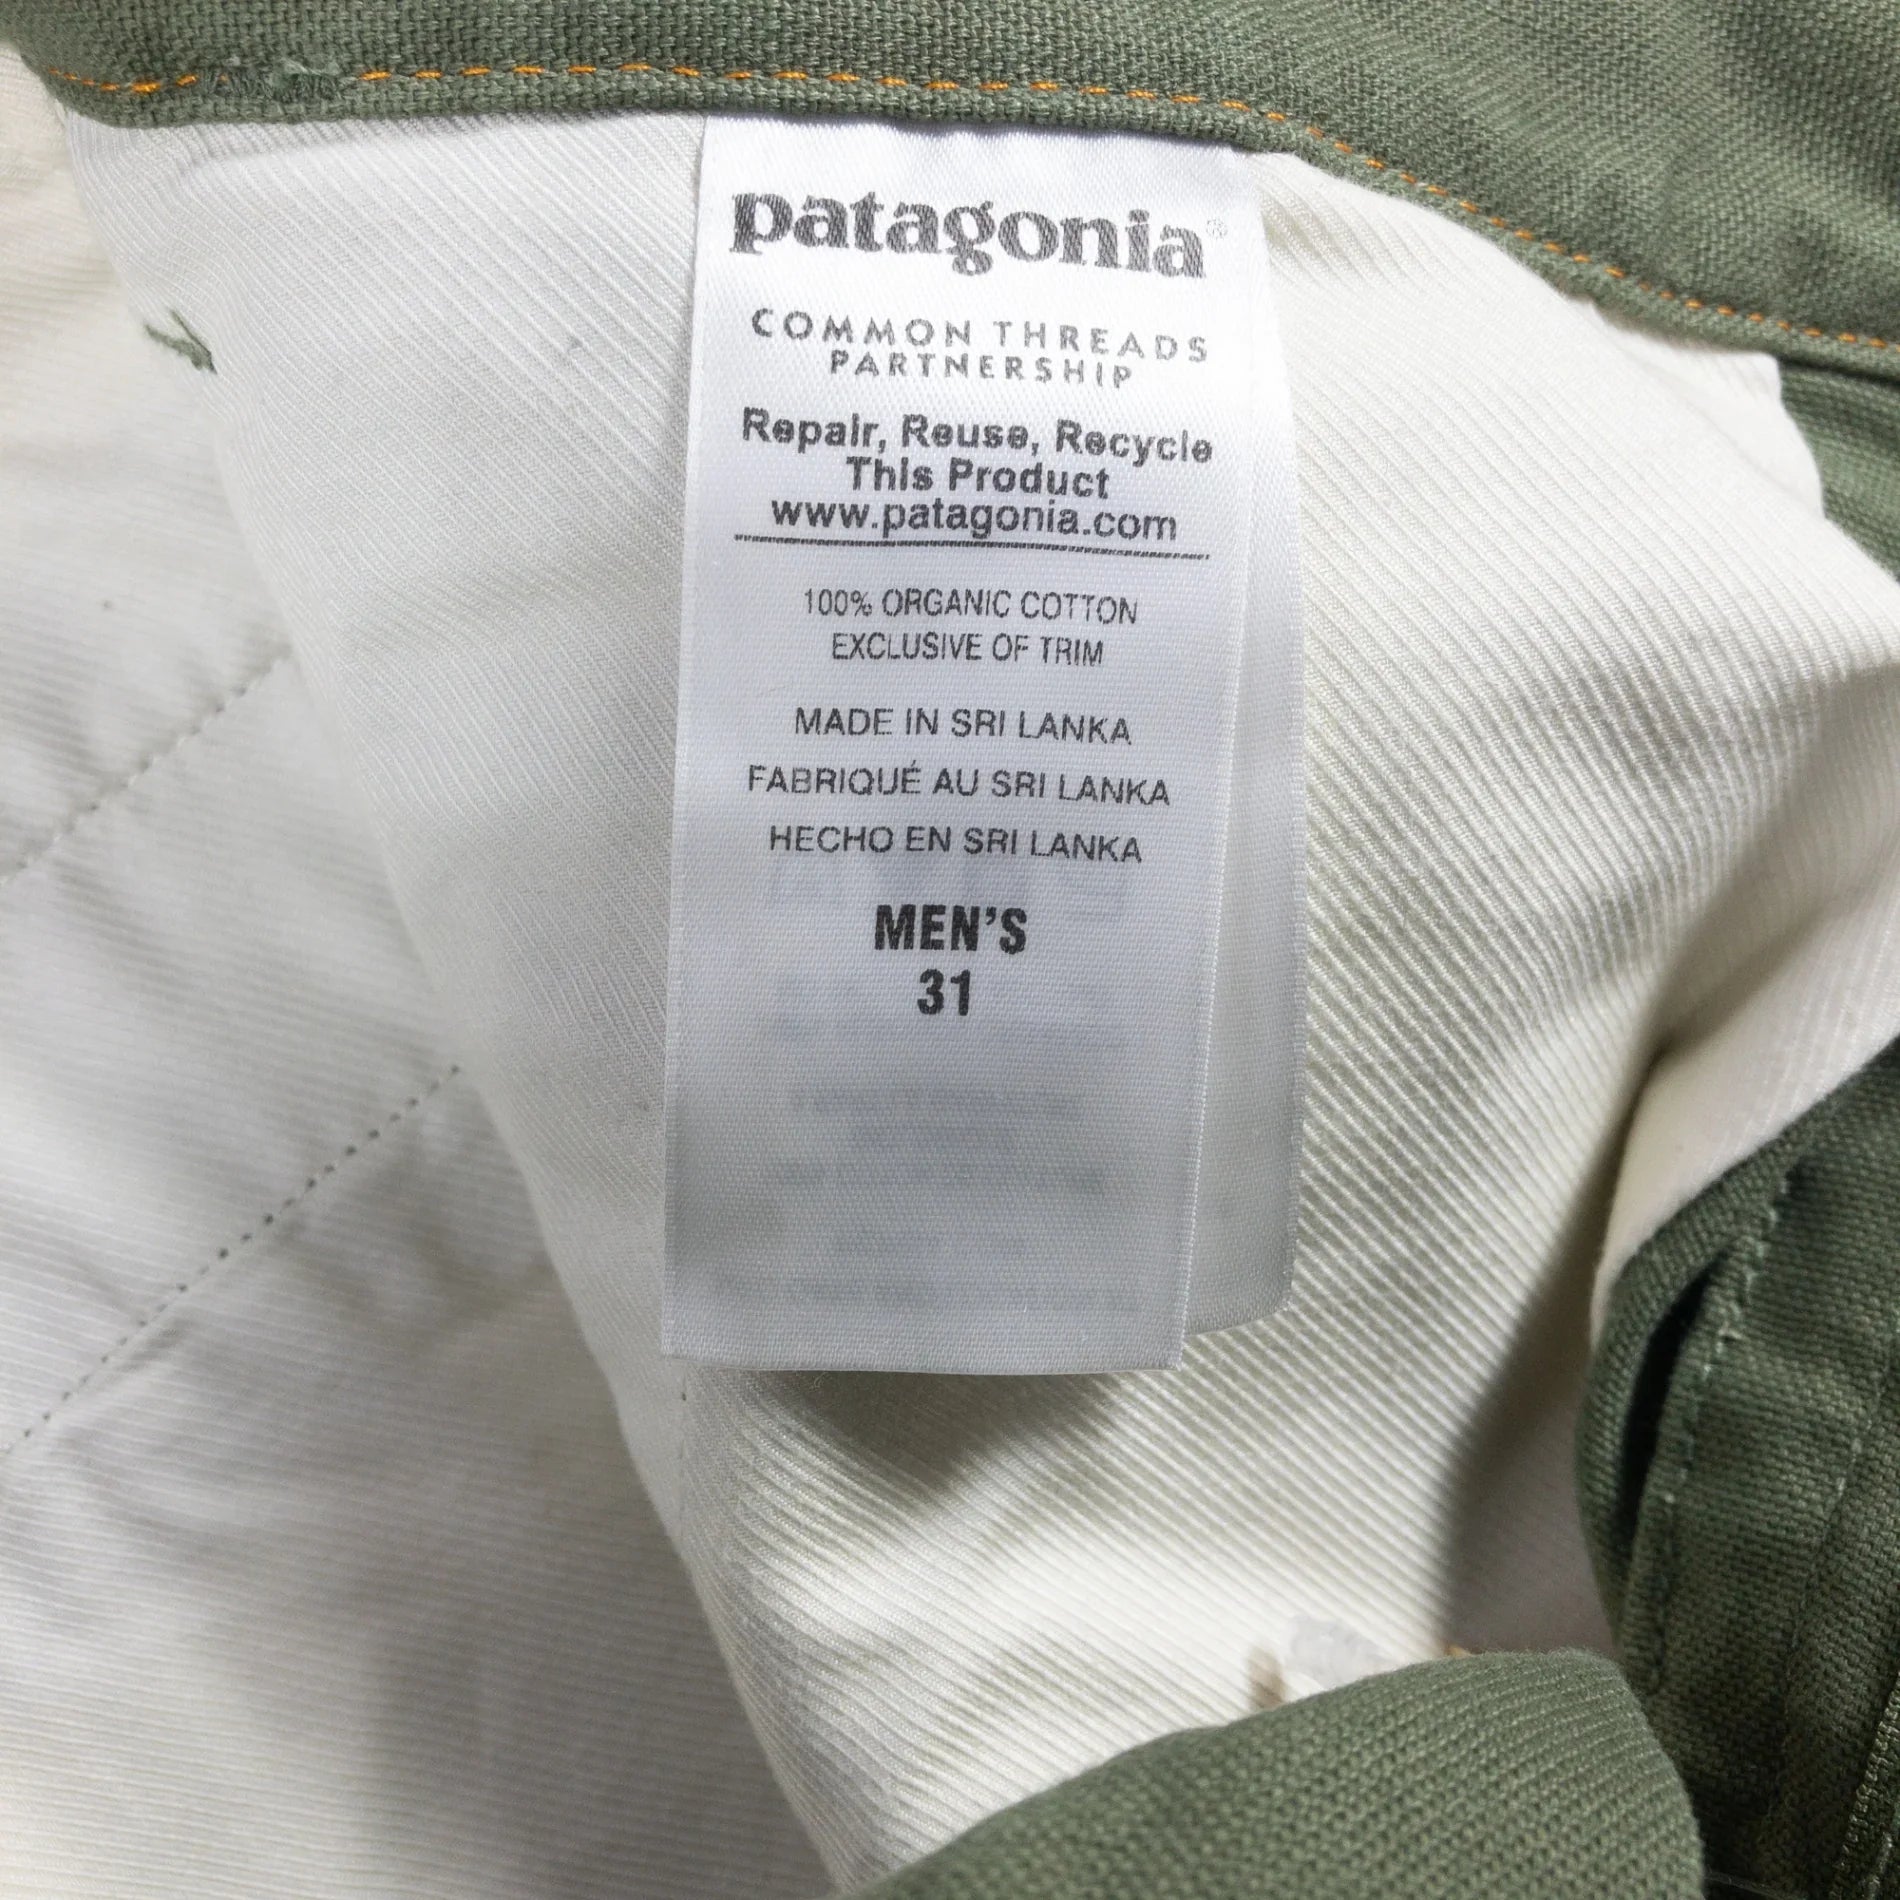 patagonia®
COMMON THREADS
PARTNERSHIP
Repair, Reuse, Recycle
This Product
www.patagonia.com
100% ORGANIC COTTON
EXCLUSIVE OF TRIM
MADE IN SRI LANKA
FABRIQUÉ AU SRI LANKA
HECHO EN SRI LANKA
MEN’S
31